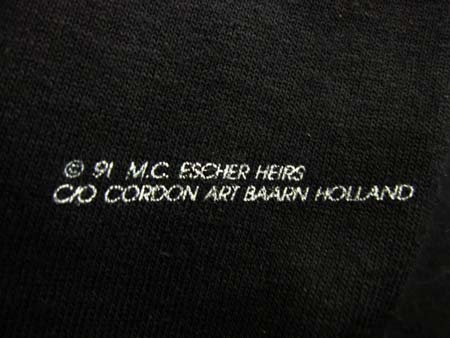 © 91 M.C. ESCHER HEIRS
C/O CORDON ART BAARN HOLLAND